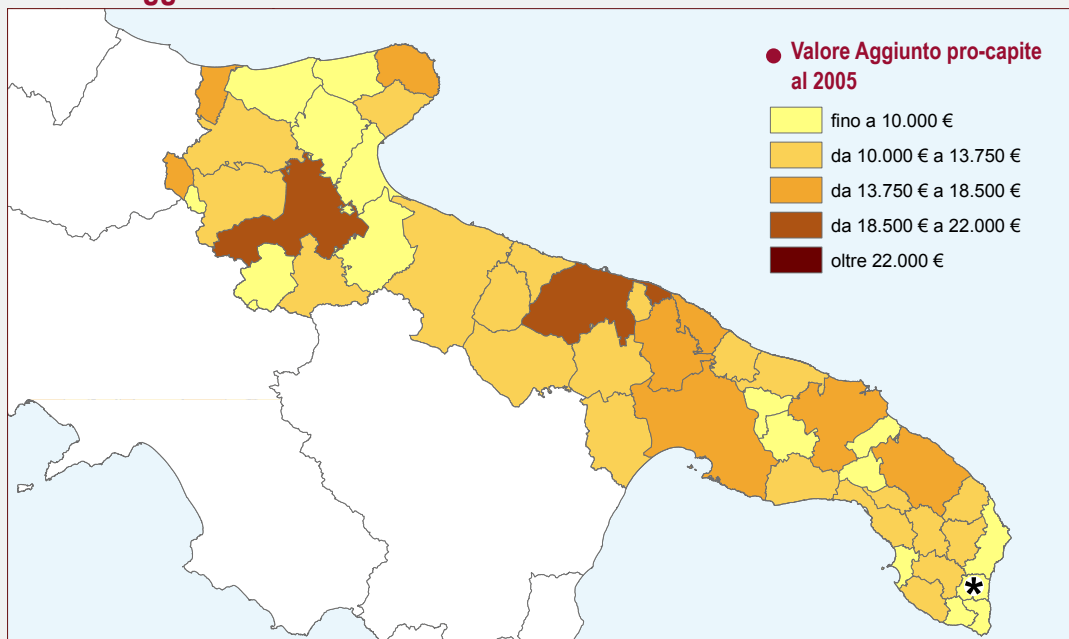 Valore Aggiunto pro-capite
al 2005
fino a 10.000 €
da 10.000 € a 13.750 €
da 13.750 € a 18.500 €
da 18.500 € a 22.000 €
oltre 22.000 €
*